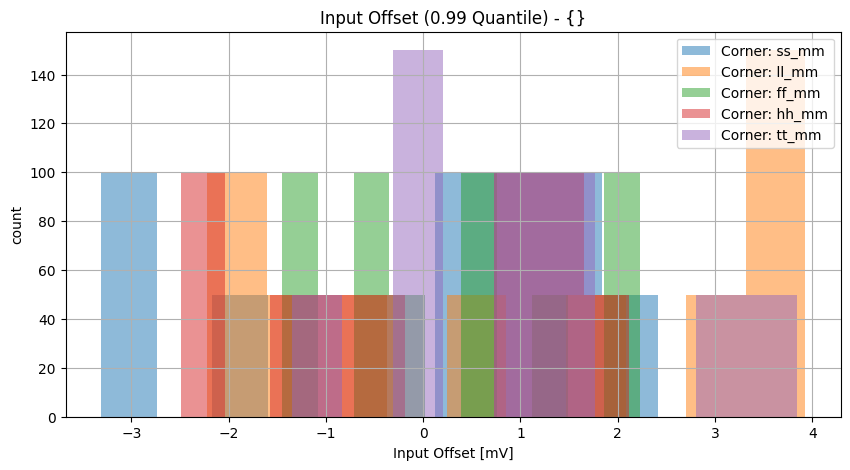 Input Offset (0.99 Quantile) - {}
Corner: ss_mm
Corner: ll_mm
Corner: ff_mm
Corner: hh_mm
Corner: tt_mm
count
140
120
100
80
60
40
20
0
−3
−2
−1
0
1
2
3
4
Input Offset [mV]